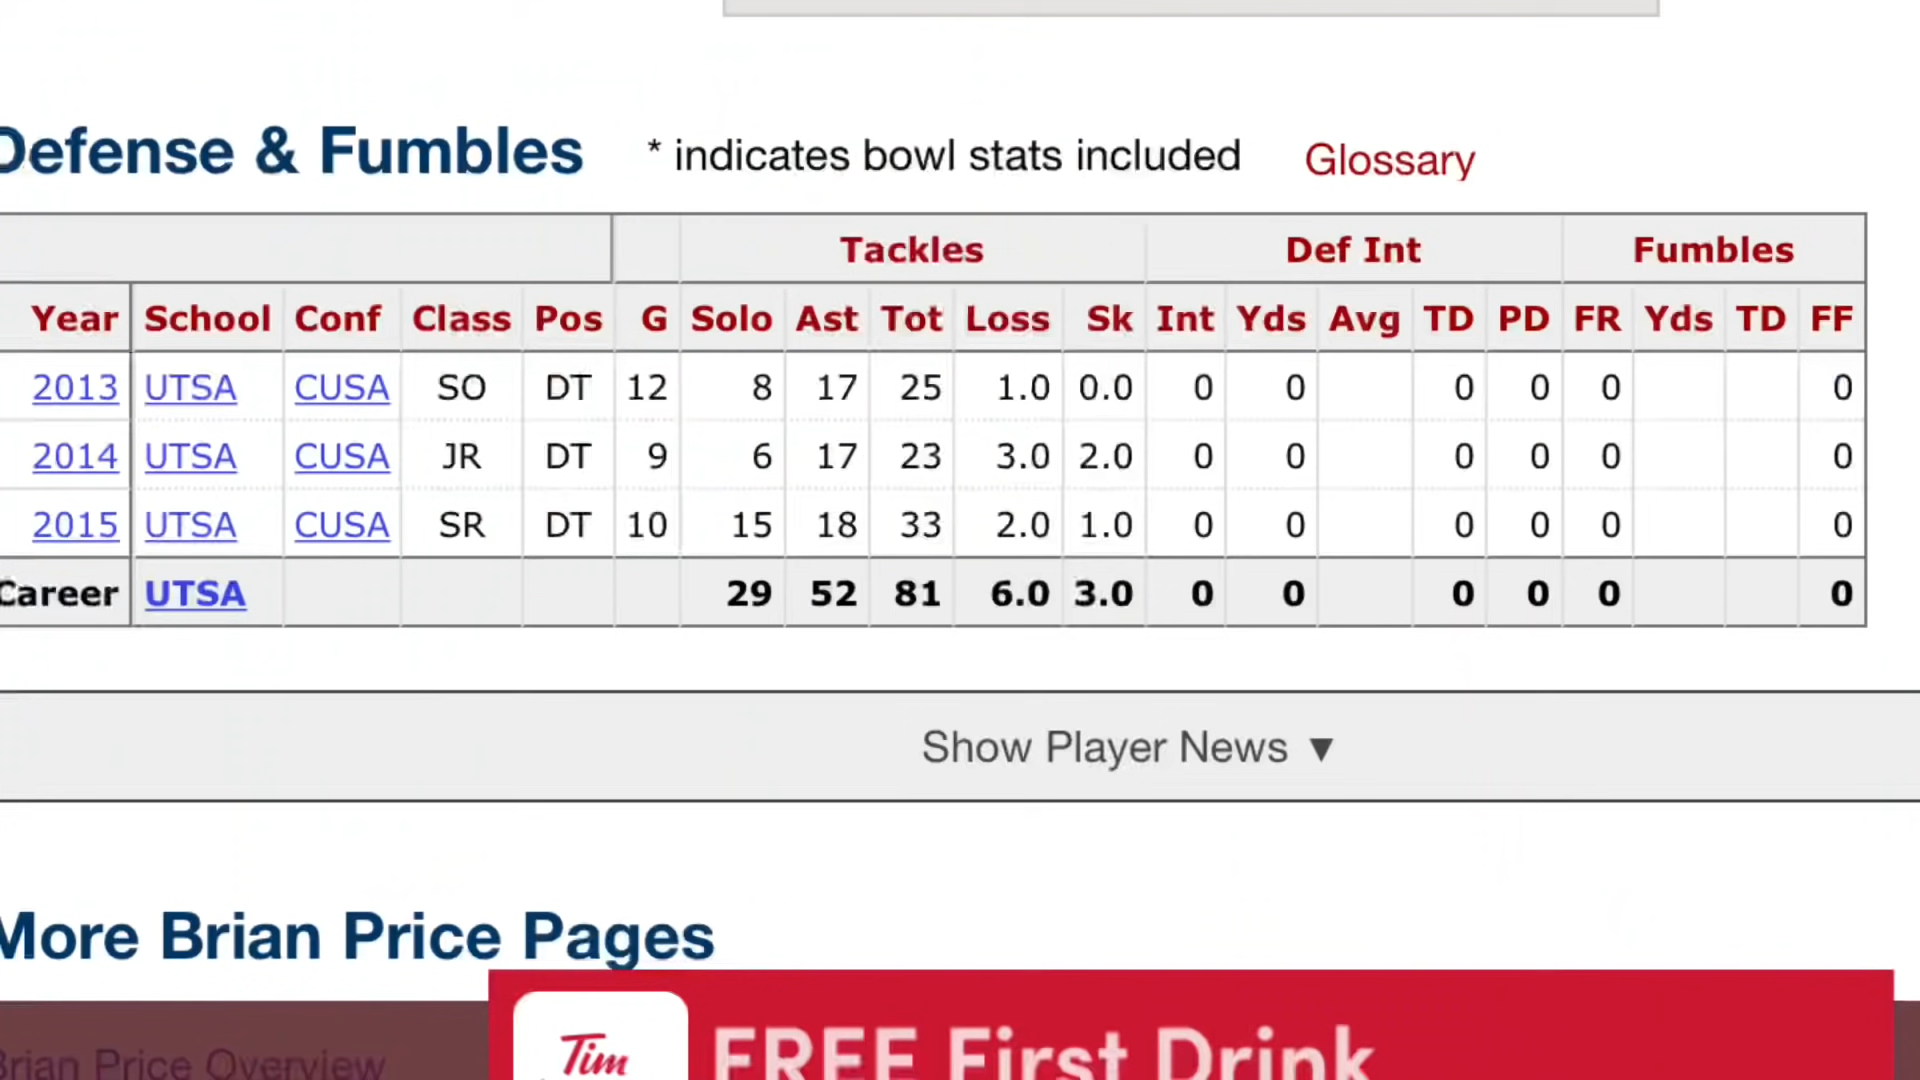 Defense & Fumbles * indicates bowl stats included Glossary
Tackles Def Int Fumbles
Year School Conf Class Pos G Solo Ast Tot Loss Sk Int Yds Avg TD PD FR Yds TD FF
2013 UTSA CUSA SO DT 12 8 17 25 1.0 0.0 0 0 0 0 0 0
2014 UTSA CUSA JR DT 9 6 17 23 3.0 2.0 0 0 0 0 0 0
2015 UTSA CUSA SR DT 10 15 18 33 2.0 1.0 0 0 0 0 0 0
Career UTSA 29 52 81 6.0 3.0 0 0 0 0 0 0
Show Player News ▼
More Brian Price Pages
Brian Price Overview
Tim
FREE First Drink